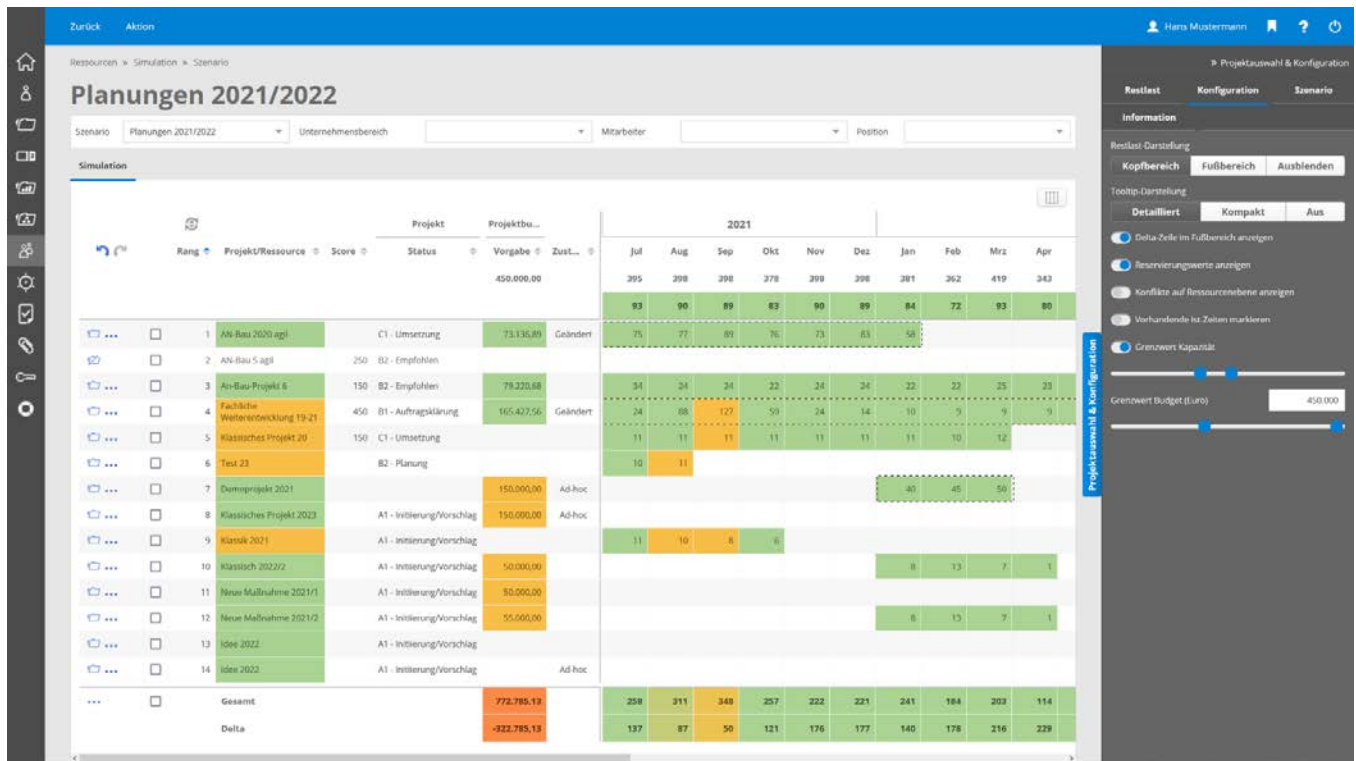 Zurück Aktion Hans Mustermann ?
Ressourcen » Simulation » Szenario
» Projektauswahl & Konfiguration
Planungen 2021/2022
Restlast Konfiguration Szenario
Information
Szenario Planungen 2021/2022 Unternehmensbereich Mitarbeiter Position
Restlast-Darstellung
Kopfbereich Fußbereich Ausblenden
Simulation
Tooltip-Darstellung
Detailliert Kompakt Aus
Delta-Zeile im Fußbereich anzeigen
Reservierungswerte anzeigen
Konflikte auf Ressourcenebene anzeigen
Vorhandende Ist-Zeiten markieren
Grenzwert Kapazität
Grenzwert Budget (Euro) 450.000
Projektauswahl & Konfiguration
Projekt Projektbu... 2021
Rang Projekt/Ressource Score Status Vorgabe Zust... Jul Aug Sep Okt Nov Dez Jan Feb Mrz Apr
450.000,00 395 398 398 378 398 398 381 362 419 343
93 90 89 83 90 89 84 72 93 80
1 AN-Bau 2020 agil C1 - Umsetzung 73.136,89 Geändert 75 77 89 76 73 83 58
2 AN-Bau 5 agil 250 B2 - Empfohlen
3 An-Bau-Projekt 6 150 B2 - Empfohlen 79.220,68 34 24 24 22 24 24 22 22 25 23
4 Fachliche Weiterentwicklung 19-21 450 B1 - Auftragsklärung 165.427,56 Geändert 24 88 127 59 24 14 10 9 9 9
5 Klassisches Projekt 20 150 C1 - Umsetzung 11 11 11 11 11 11 11 10 12
6 Test 23 B2 - Planung 10 11
7 Demoprojekt 2021 150.000,00 Ad-hoc 40 45 50
8 Klassisches Projekt 2023 A1 - Initiierung/Vorschlag 150.000,00 Ad-hoc
9 Klassik 2021 A1 - Initiierung/Vorschlag 11 10 8 6
10 Klassisch 2022/2 A1 - Initiierung/Vorschlag 50.000,00 8 13 7 1
11 Neue Maßnahme 2021/1 A1 - Initiierung/Vorschlag 50.000,00
12 Neue Maßnahme 2021/2 A1 - Initiierung/Vorschlag 55.000,00 8 13 7 1
13 Idee 2022 A1 - Initiierung/Vorschlag
14 Idee 2022 A1 - Initiierung/Vorschlag Ad-hoc
Gesamt 772.785,13 258 311 348 257 222 221 241 184 203 114
Delta -322.785,13 137 87 50 121 176 177 140 178 216 229